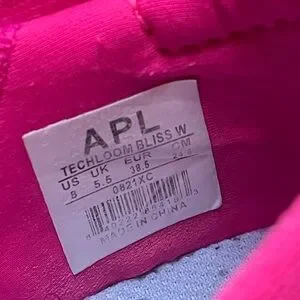 APL
TECHLOOM BLISS W
US UK EUR CM
8 5.5 38.5
0821XC
MADE IN CHINA